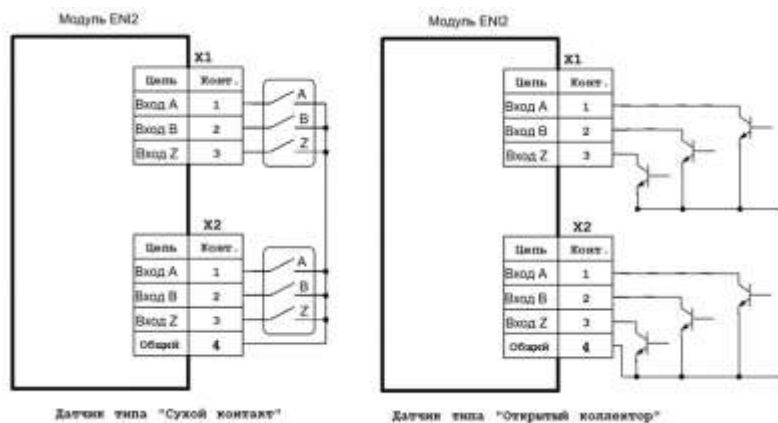 Модуль ENI2
X1
Цепь Конт.
Вход A 1
Вход B 2
Вход Z 3
A
B
Z
X2
Цепь Конт.
Вход A 1
Вход B 2
Вход Z 3
Общий 4
A
B
Z
Датчик типа "Сухой контакт"
Модуль ENI2
X1
Цепь Конт.
Вход A 1
Вход B 2
Вход Z 3
X2
Цепь Конт.
Вход A 1
Вход B 2
Вход Z 3
Общий 4
Датчик типа "Открытый коллектор"